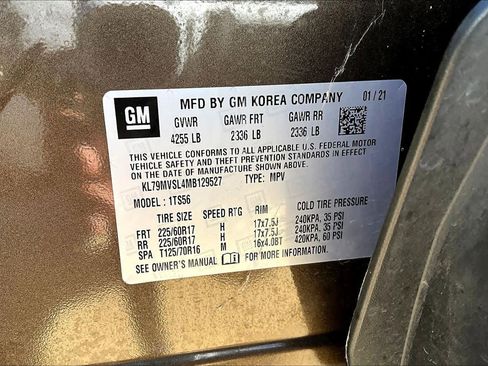 GM
MFD BY GM KOREA COMPANY 01/21
GVWR GAWR FRT GAWR RR
4255 LB 2336 LB 2336 LB
THIS VEHICLE CONFORMS TO ALL APPLICABLE U.S. FEDERAL MOTOR
VEHICLE SAFETY AND THEFT PREVENTION STANDARDS IN EFFECT ON
THE DATE OF MANUFACTURE SHOWN ABOVE.
KL79MVSL4MB129527 TYPE: MPV
MODEL: 1TS56
TIRE SIZE SPEED RTG RIM COLD TIRE PRESSURE
FRT 225/60R17 H 17x7.5J 240KPA, 35 PSI
RR 225/60R17 H 17x7.5J 240KPA, 35 PSI
SPA T125/70R16 M 16x4.0BT 420KPA, 60 PSI
SEE OWNER'S MANUAL FOR MORE INFORMATION.